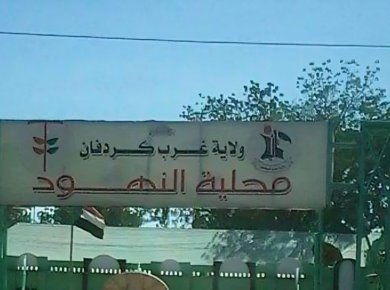 ولاية غرب كردفان
محلية النهود